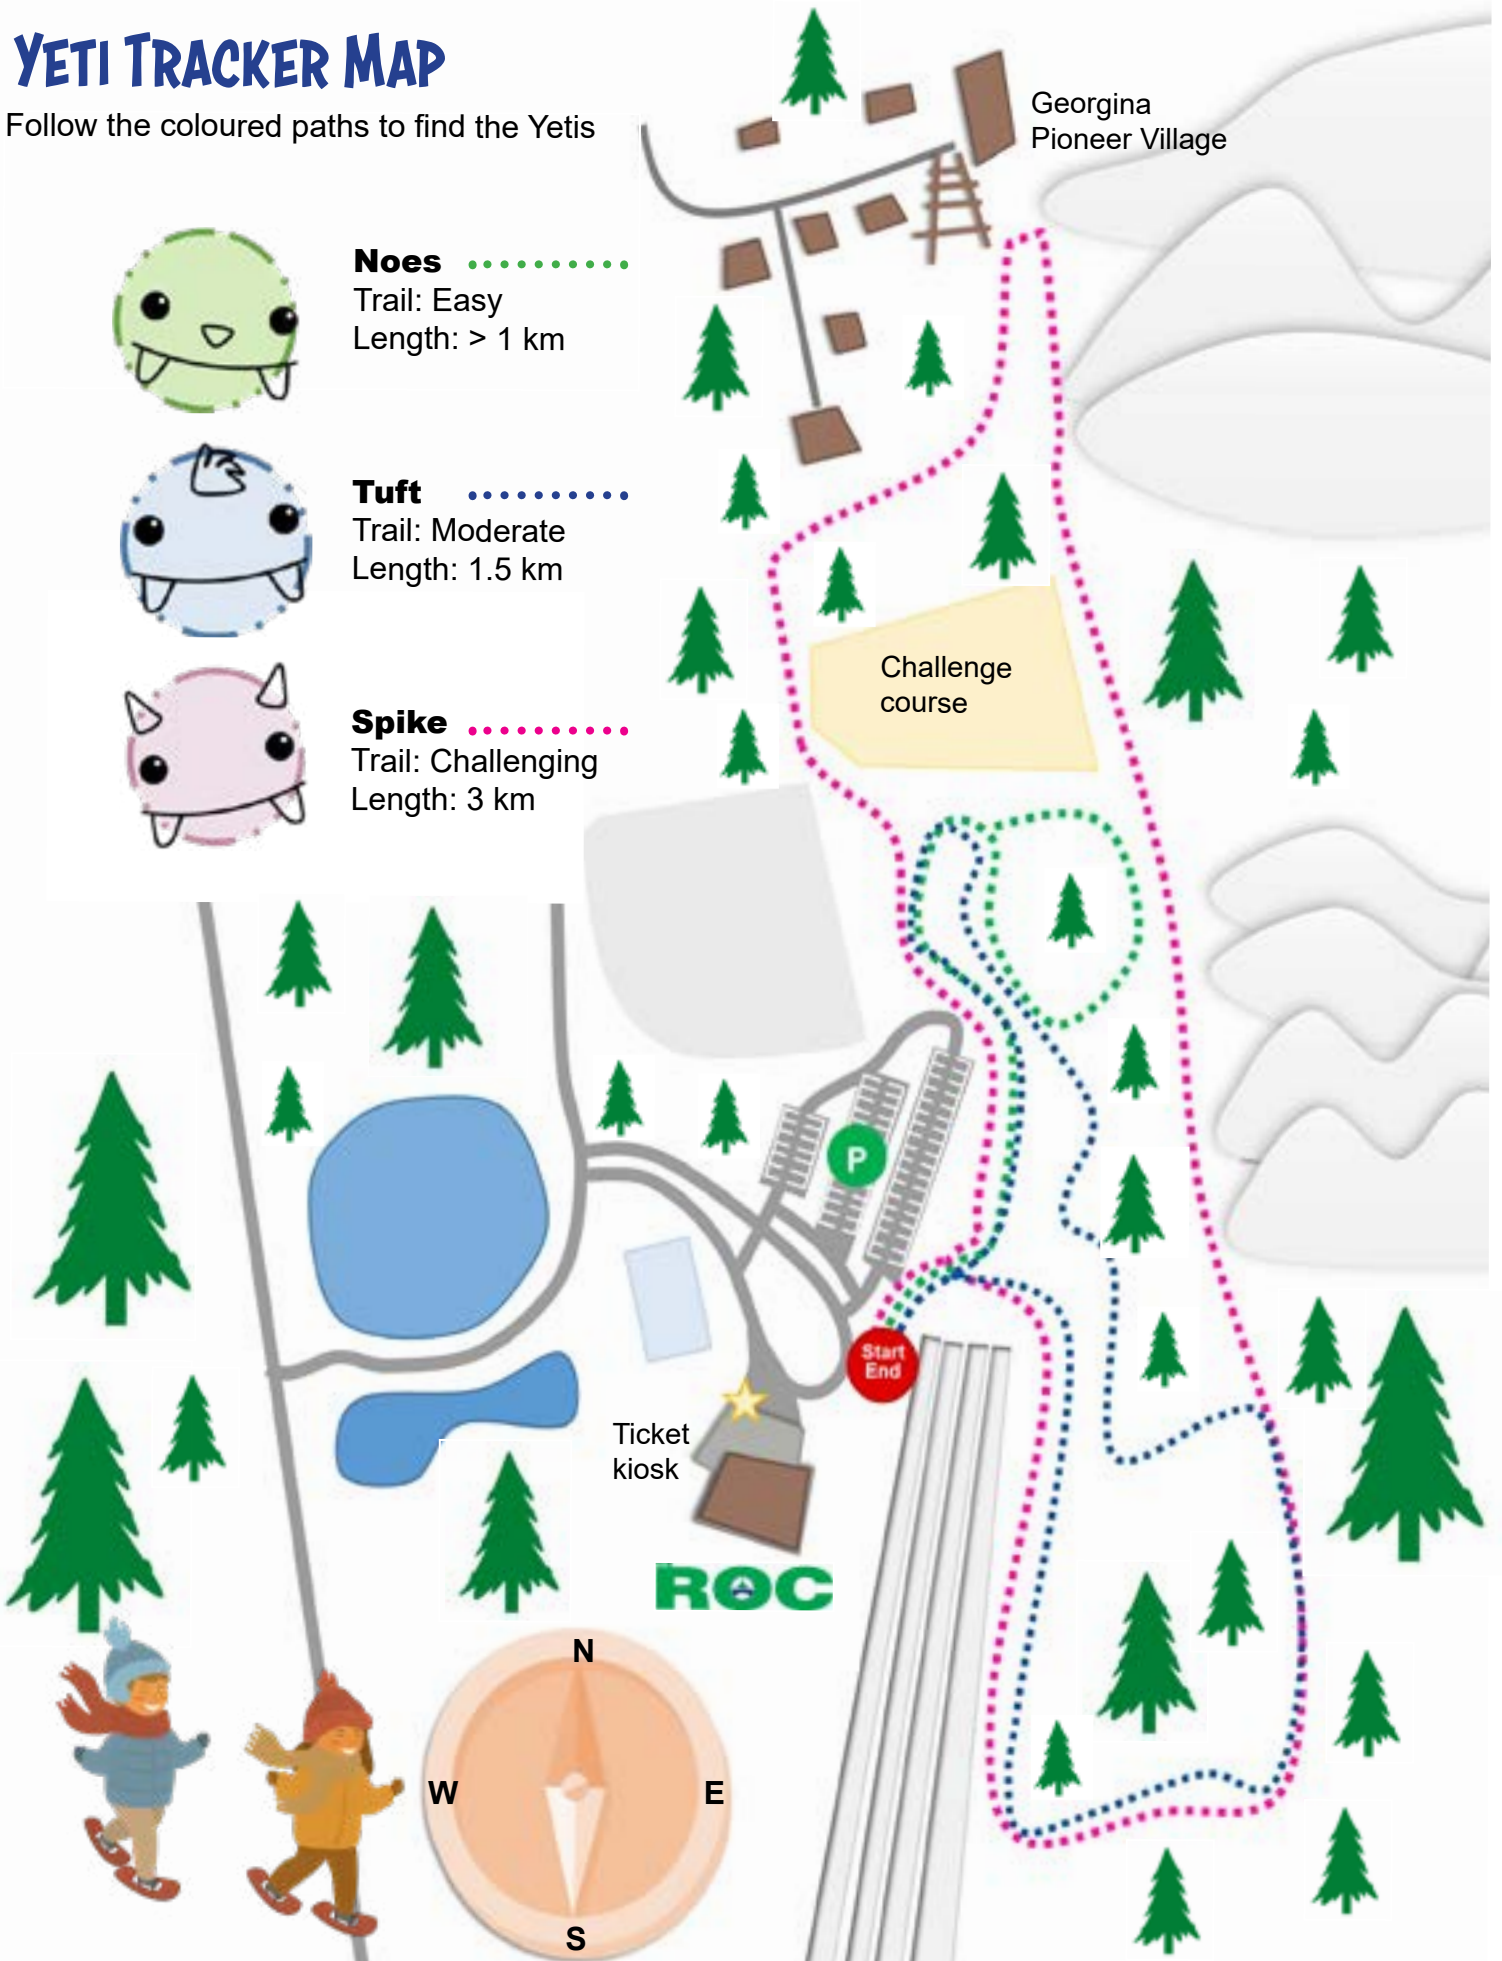 YETI TRACKER MAP
Follow the coloured paths to find the Yetis
Georgina
Pioneer Village
Noes
Trail: Easy
Length: > 1 km
Tuft
Trail: Moderate
Length: 1.5 km
Spike
Trail: Challenging
Length: 3 km
Challenge
course
P
Start
End
Ticket
kiosk
ROC
N
W
E
S